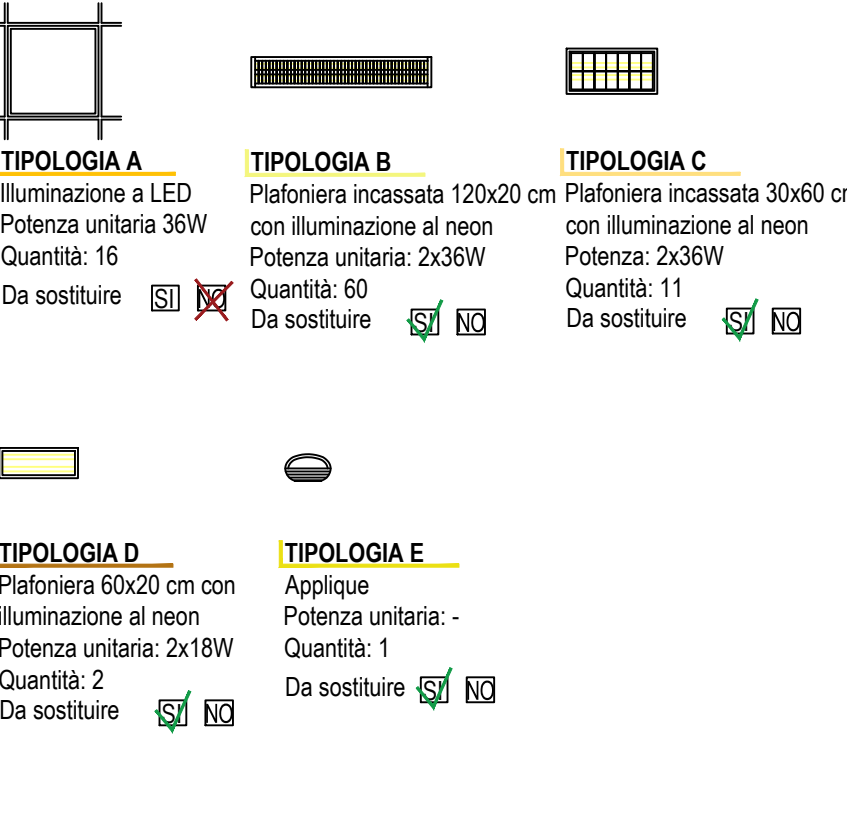 TIPOLOGIA A
Illuminazione a LED
Potenza unitaria 36W
Quantità: 16
Da sostituire SI NO
TIPOLOGIA B
Plafoniera incassata 120x20 cm
con illuminazione al neon
Potenza unitaria: 2x36W
Quantità: 60
Da sostituire SI NO
TIPOLOGIA C
Plafoniera incassata 30x60 cm
con illuminazione al neon
Potenza: 2x36W
Quantità: 11
Da sostituire SI NO
TIPOLOGIA D
Plafoniera 60x20 cm con
illuminazione al neon
Potenza unitaria: 2x18W
Quantità: 2
Da sostituire SI NO
TIPOLOGIA E
Applique
Potenza unitaria: -
Quantità: 1
Da sostituire SI NO